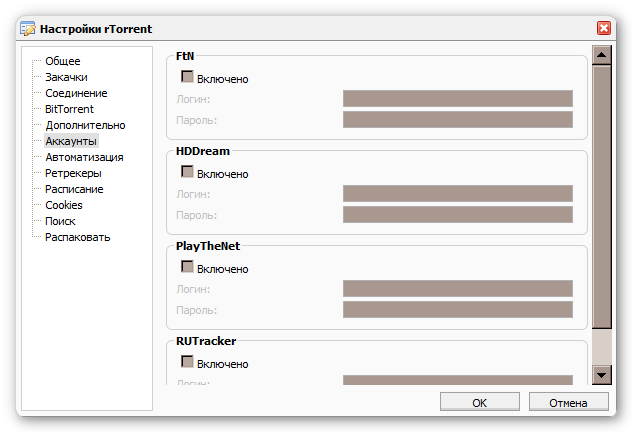 Настройки rTorrent
Общее
Закачки
Соединение
BitTorrent
Дополнительно
Аккаунты
Автоматизация
Ретрекеры
Расписание
Cookies
Поиск
Распаковать
FtN
Включено
Логин:
Пароль:
HDDream
Включено
Логин:
Пароль:
PlayTheNet
Включено
Логин:
Пароль:
RUTracker
Включено
Логин:
OK
Отмена